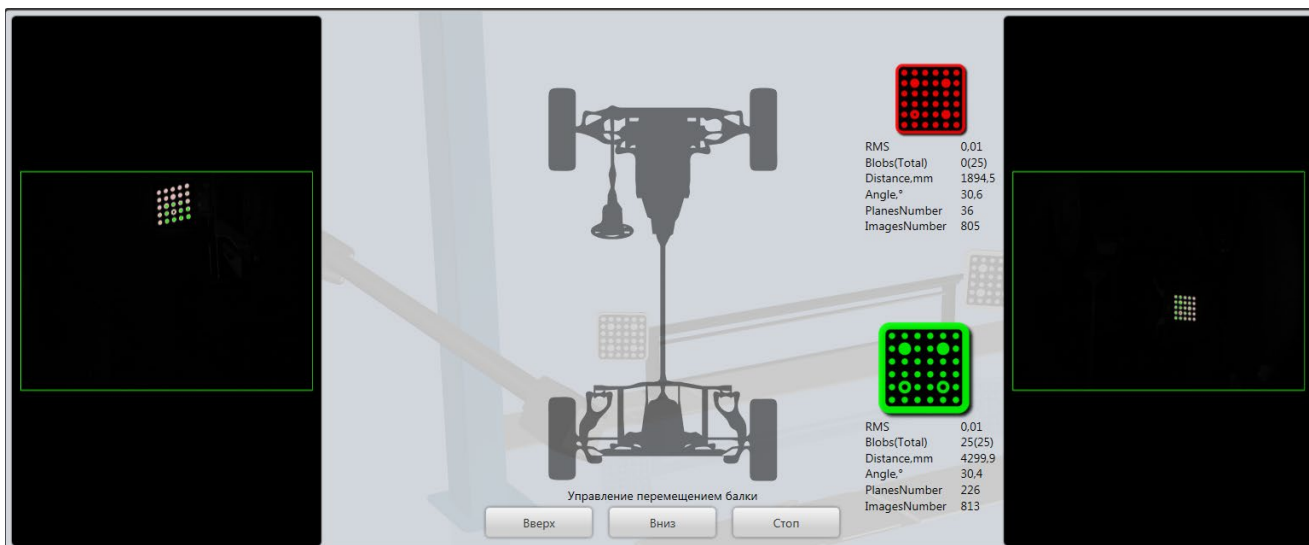 RMS 0,01
Blobs(Total) 0(25)
Distance,mm 1894,5
Angle,° 30,6
PlanesNumber 36
ImagesNumber 805
RMS 0,01
Blobs(Total) 25(25)
Distance,mm 4299,9
Angle,° 30,4
PlanesNumber 226
ImagesNumber 813
Управление перемещением балки
Вверх Вниз Стоп